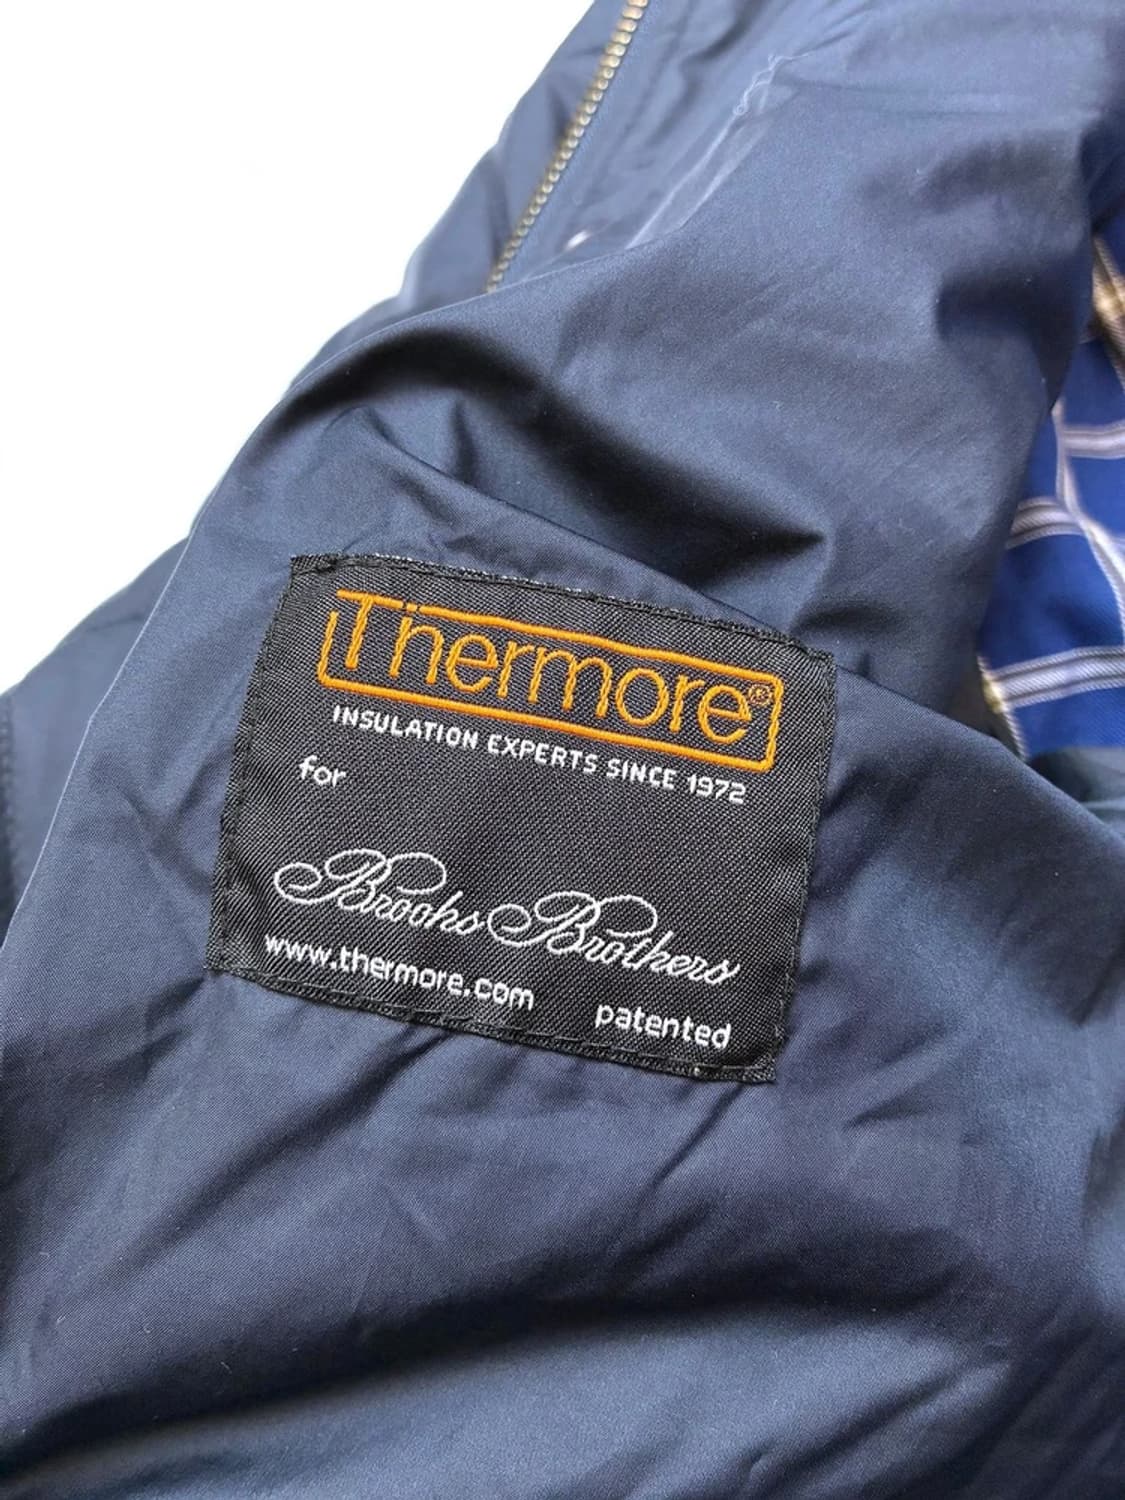 Thermore®
INSULATION EXPERTS SINCE 1972
for
Brooks Brothers
www.thermore.com patented